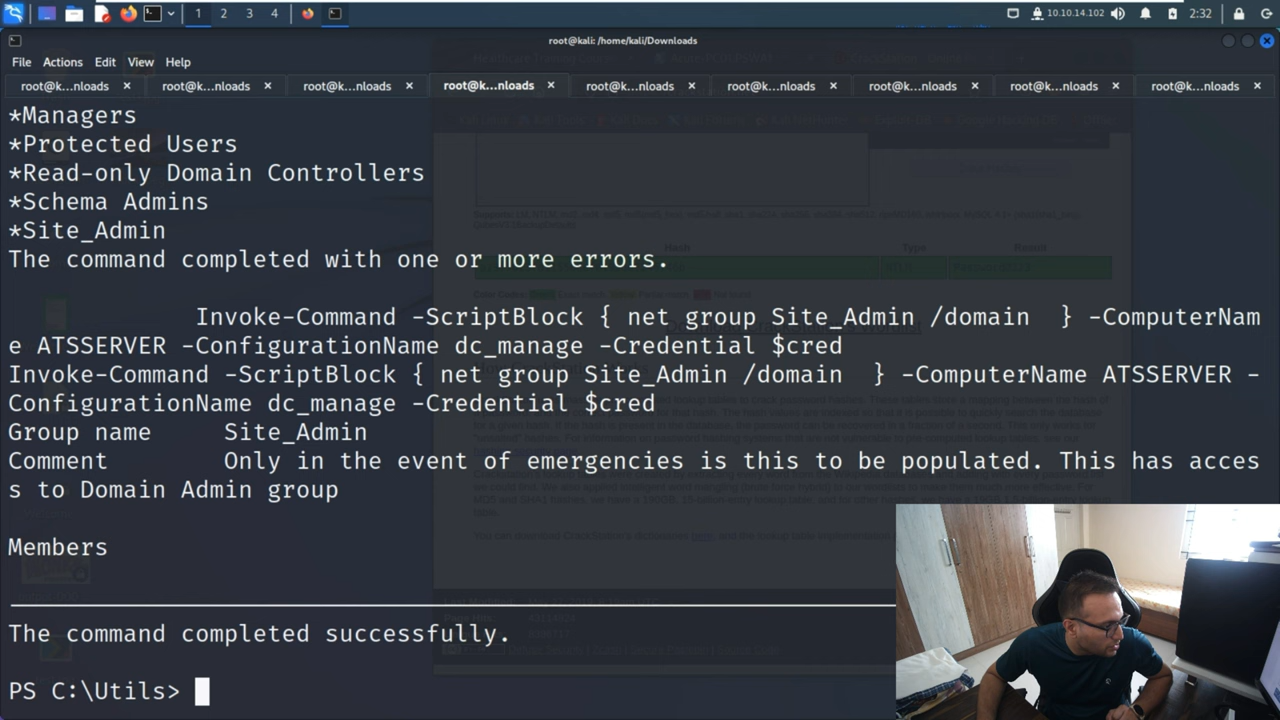 1 2 3 4 10.10.14.102 2:32
root@kali: /home/kali/Downloads
File Actions Edit View Help
root@k...nloads × root@k...nloads × root@k...nloads × root@k...nloads × root@k...nloads × root@k...nloads × root@k...nloads × root@k...nloads × root@k...nloads ×
*Managers
*Protected Users
*Read-only Domain Controllers
*Schema Admins
*Site_Admin
The command completed with one or more errors.
Invoke-Command -ScriptBlock { net group Site_Admin /domain  } -ComputerNam
e ATSSERVER -ConfigurationName dc_manage -Credential $cred
Invoke-Command -ScriptBlock { net group Site_Admin /domain  } -ComputerName ATSSERVER -
ConfigurationName dc_manage -Credential $cred
Group name     Site_Admin
Comment        Only in the event of emergencies is this to be populated. This has acces
s to Domain Admin group
Members
The command completed successfully.
PS C:\Utils>